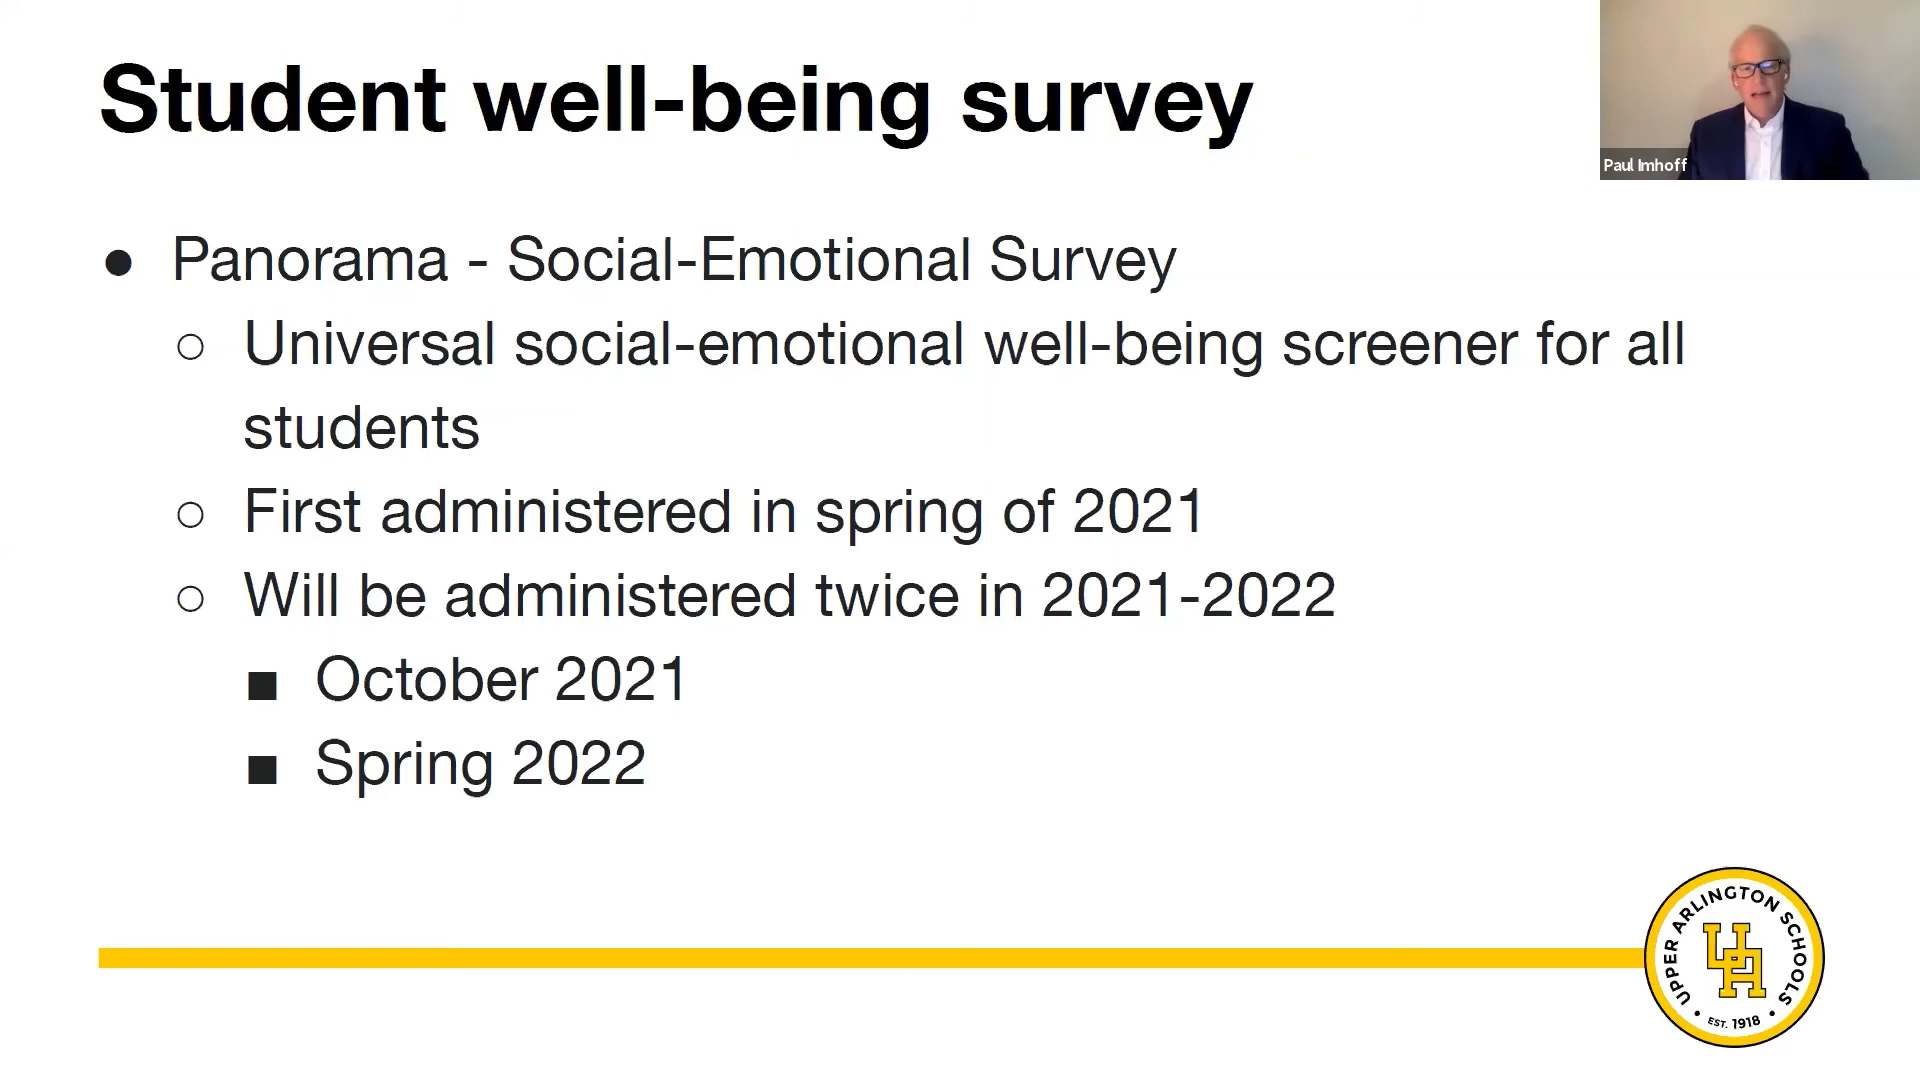 Student well-being survey
Paul Imhoff
● Panorama - Social-Emotional Survey
○ Universal social-emotional well-being screener for all
students
○ First administered in spring of 2021
○ Will be administered twice in 2021-2022
■ October 2021
■ Spring 2022
UPPER ARLINGTON SCHOOLS
UA
• EST. 1918 •